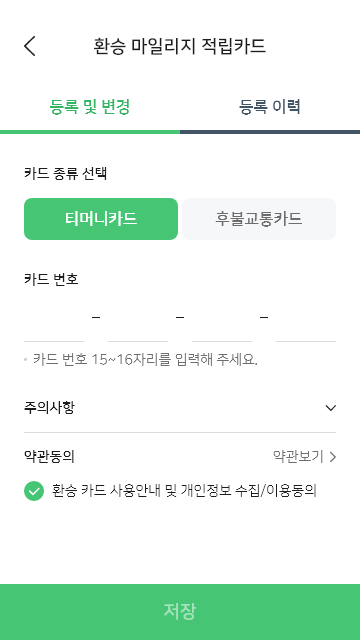 환승 마일리지 적립카드
등록 및 변경 등록 이력
카드 종류 선택
티머니카드 후불교통카드
카드 번호
– – –
• 카드 번호 15~16자리를 입력해 주세요.
주의사항
약관동의 약관보기 >
환승 카드 사용안내 및 개인정보 수집/이용동의
저장